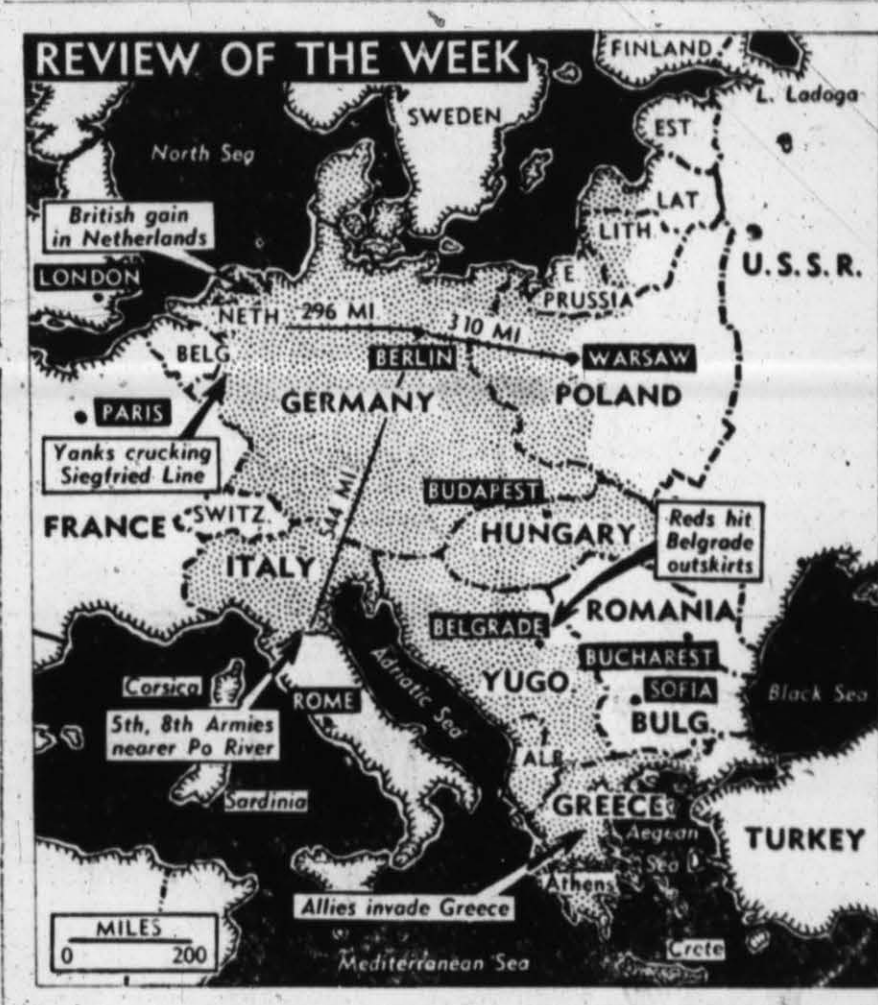 REVIEW OF THE WEEK
FINLAND
L. Ladoga
SWEDEN
EST.
North Sea
LAT.
British gain
in Netherlands
LITH.
U.S.S.R.
LONDON
E.
PRUSSIA
NETH.
296 MI.
310 MI.
BELG.
BERLIN
WARSAW
GERMANY
POLAND
PARIS
Yanks crucking
Siegfried Line
BUDAPEST
544 MI.
FRANCE
SWITZ.
HUNGARY
Reds hit
Belgrade
outskirts
ITALY
ROMANIA
BELGRADE
BUCHAREST
Adriatic Sea
YUGO.
SOFIA
Black Sea
Corsica
ROME
BULG.
5th, 8th Armies
nearer Po River
ALB.
Sardinia
GREECE
Aegean
Sea
TURKEY
Athens
Allies invade Greece
MILES
0 200
Crete
Mediterranean Sea